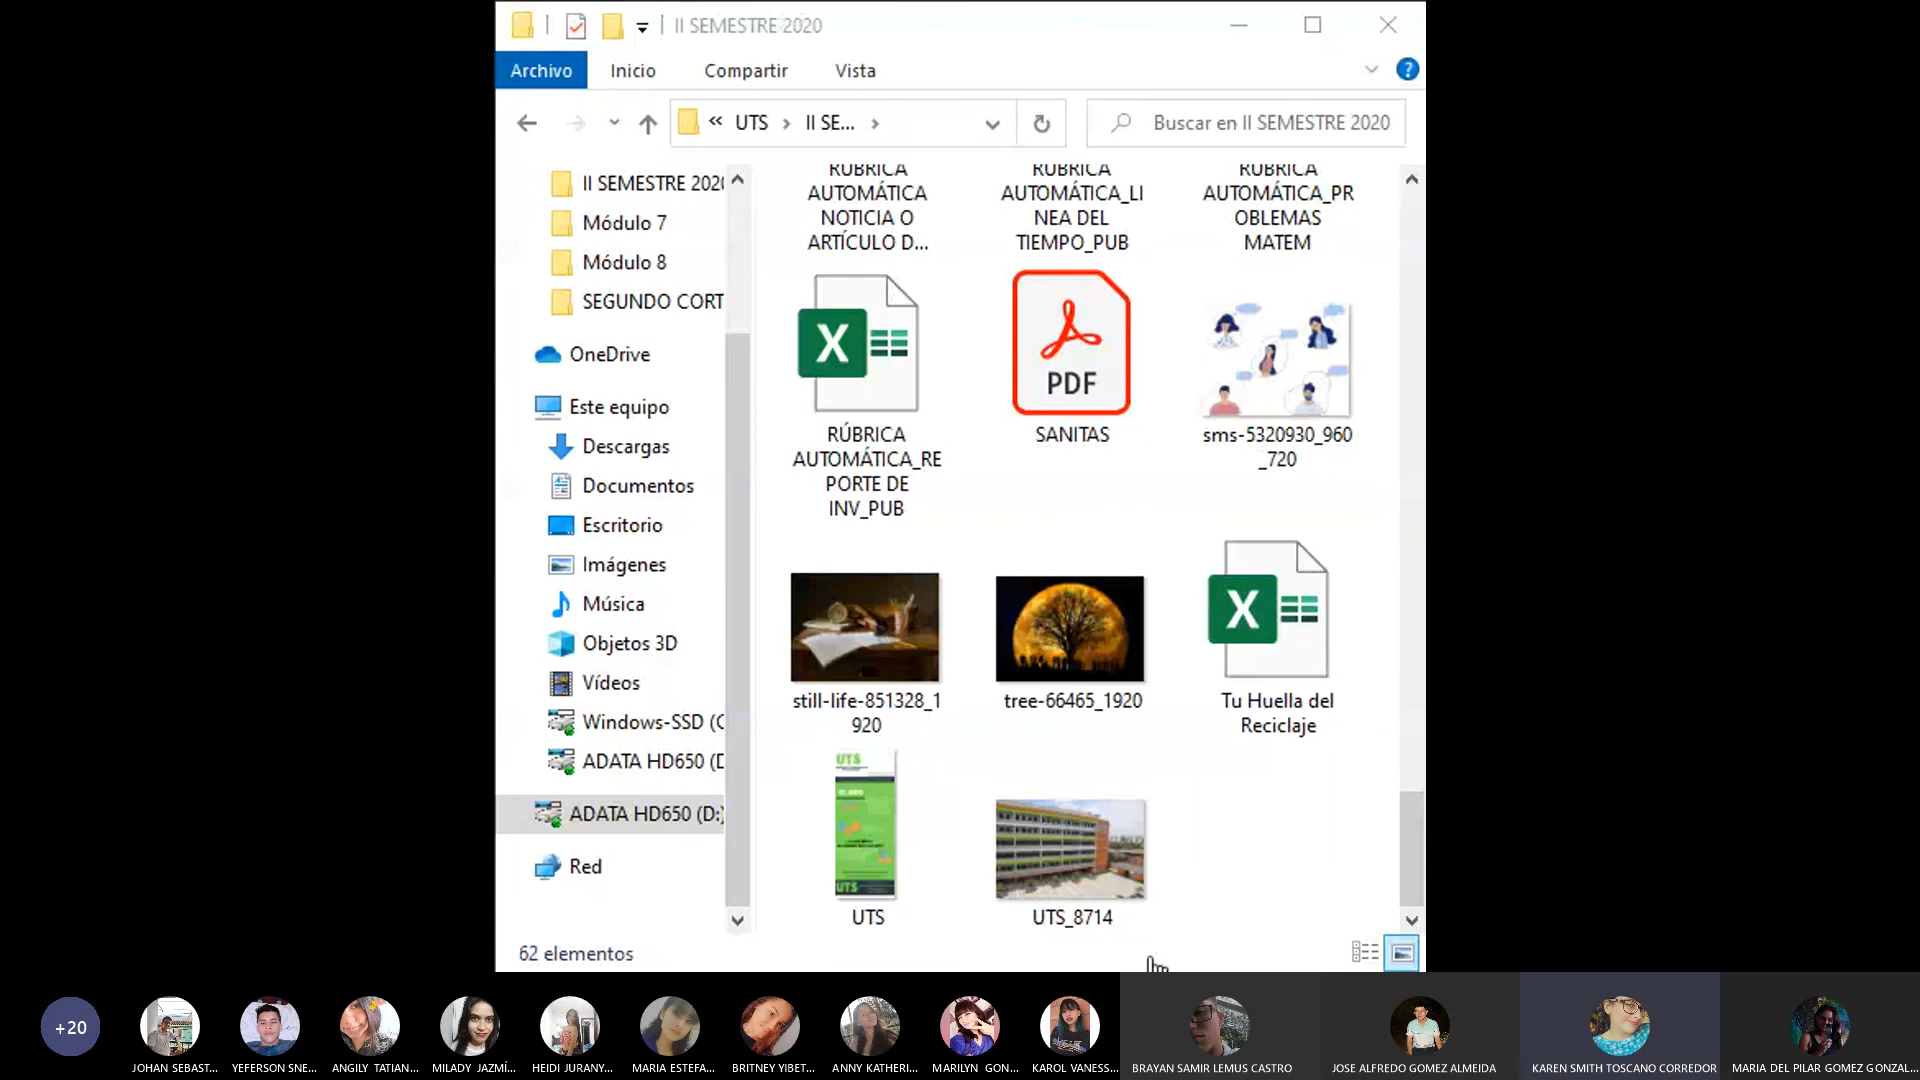 II SEMESTRE 2020
Archivo
Inicio
Compartir
Vista
« UTS › II SE... ›
Buscar en II SEMESTRE 2020
II SEMESTRE 202
Módulo 7
Módulo 8
SEGUNDO CORT
OneDrive
Este equipo
Descargas
Documentos
Escritorio
Imágenes
Música
Objetos 3D
Vídeos
Windows-SSD (C
ADATA HD650 (D
ADATA HD650 (D:)
Red
RÚBRICA
AUTOMÁTICA
NOTICIA O
ARTÍCULO D...
RÚBRICA
AUTOMÁTICA_LI
NEA DEL
TIEMPO_PUB
RÚBRICA
AUTOMÁTICA_PR
OBLEMAS
MATEM
X
RÚBRICA
AUTOMÁTICA_RE
PORTE DE
INV_PUB
PDF
SANITAS
sms-5320930_960
_720
still-life-851328_1
920
tree-66465_1920
X
Tu Huella del
Reciclaje
UTS
UTS
UTS
UTS_8714
62 elementos
+20
JOHAN SEBAST...
YEFERSON SNE...
ANGILY TATIAN...
MILADY JAZMÍ...
HEIDI JURANY...
MARIA ESTEFA...
BRITNEY YIBET...
ANNY KATHERI...
MARILYN GON...
KAROL VANESS...
BRAYAN SAMIR LEMUS CASTRO
JOSE ALFREDO GOMEZ ALMEIDA
KAREN SMITH TOSCANO CORREDOR
MARIA DEL PILAR GOMEZ GONZAL...